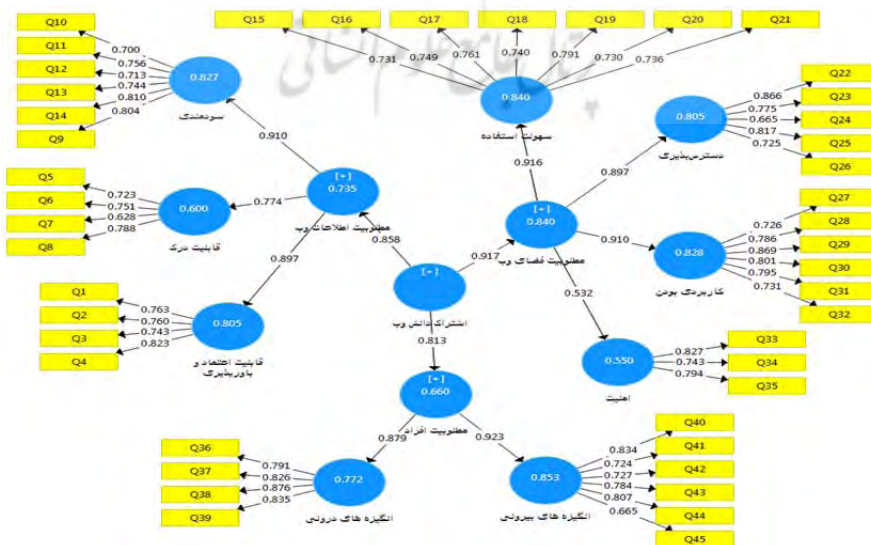 Q15 Q16 Q17 Q18 Q19 Q20 Q21
0.731 0.749 0.761 0.740 0.791 0.730 0.736
0.840
سهولت استفاده
Q10
Q11
Q12
Q13
Q14
Q9
0.700
0.756
0.713
0.744
0.810
0.804
0.827
سودمندی
Q22
Q23
Q24
Q25
Q26
0.866
0.775
0.665
0.817
0.725
0.805
دسترس‌پذیری
0.910
0.916
0.897
Q5
Q6
Q7
Q8
0.723
0.751
0.628
0.788
0.600
قابلیت درک
0.774
[+]
0.735
مطلوبیت اطلاعات وب
[+]
0.840
مطلوبیت فضای وب
0.910
Q27
Q28
Q29
Q30
Q31
Q32
0.726
0.786
0.869
0.801
0.795
0.731
0.828
کاربردی بودن
0.897
0.858
0.917
0.532
[+]
اشتراک دانش وب
0.813
Q1
Q2
Q3
Q4
0.763
0.760
0.743
0.823
0.805
قابلیت اعتماد و
باورپذیری
Q33
Q34
Q35
0.827
0.743
0.794
0.550
امنیت
[+]
0.660
مطلوبیت افراد
0.879
0.923
Q36
Q37
Q38
Q39
0.791
0.826
0.876
0.835
0.772
انگیزه های درونی
Q40
Q41
Q42
Q43
Q44
Q45
0.834
0.724
0.727
0.784
0.807
0.665
0.853
انگیزه های بیرونی
پرتال جامع علوم انسانی